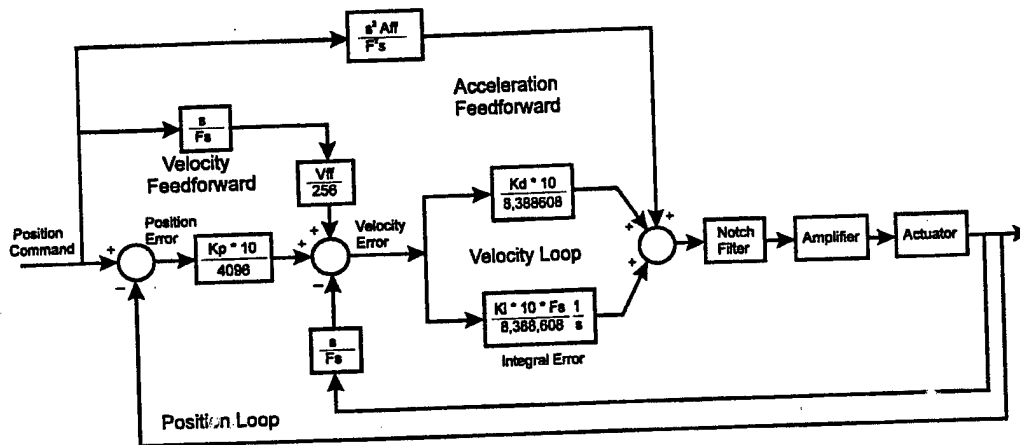 s² Aff
F²s
Acceleration
Feedforward
s
Fs
Velocity
Feedforward
Vff
256
Kd * 10
8,388608
Position
Command
Position
Error
Kp * 10
4096
Velocity
Error
Velocity Loop
Notch
Filter
Amplifier
Actuator
KI * 10 * Fs 1
8,388,608 s
Integral Error
s
Fs
Position Loop
+
−
+
+
−
+
+
+